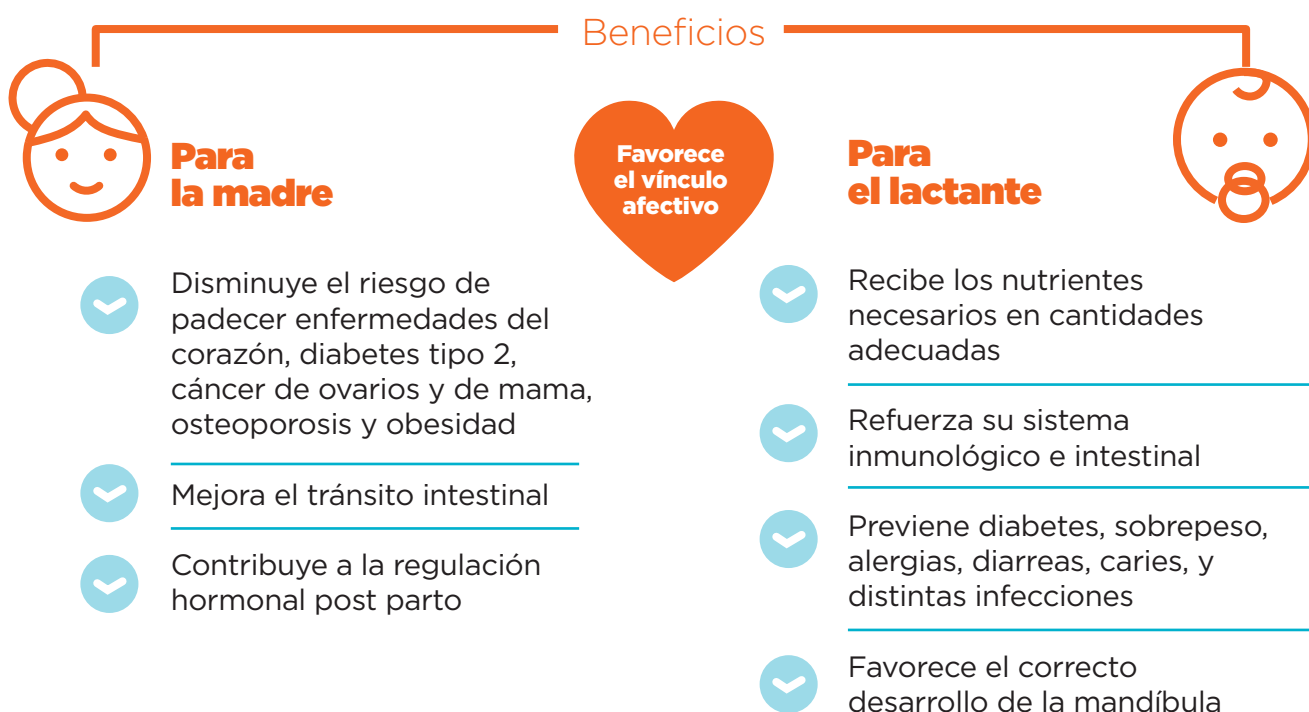 Beneficios
Para
la madre
Disminuye el riesgo de
padecer enfermedades del
corazón, diabetes tipo 2,
cáncer de ovarios y de mama,
osteoporosis y obesidad
Mejora el tránsito intestinal
Contribuye a la regulación
hormonal post parto
Favorece
el vínculo
afectivo
Para
el lactante
Recibe los nutrientes
necesarios en cantidades
adecuadas
Refuerza su sistema
inmunológico e intestinal
Previene diabetes, sobrepeso,
alergias, diarreas, caries, y
distintas infecciones
Favorece el correcto
desarrollo de la mandíbula